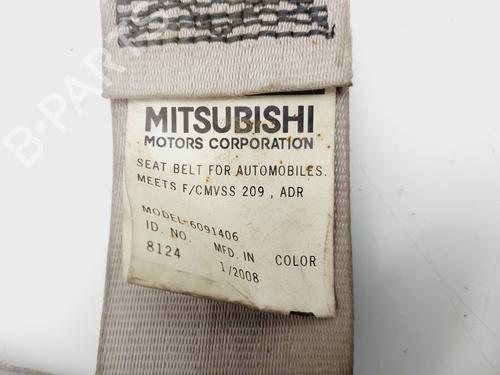 MITSUBISHI
MOTORS CORPORATION
SEAT BELT FOR AUTOMOBILES.
MEETS F/CMVSS 209 , ADR
MODEL-6091406
ID. NO.
8124
MFD. IN
1/2008
COLOR
B-PARTS